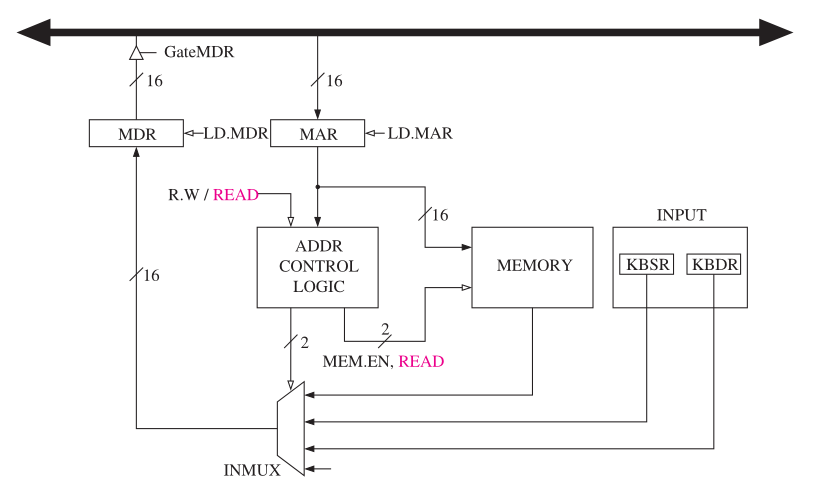 GateMDR
16
16
MDR
LD.MDR
MAR
LD.MAR
R.W / READ
16
INPUT
ADDR
CONTROL
LOGIC
MEMORY
KBSR
KBDR
16
2
2
MEM.EN, READ
INMUX